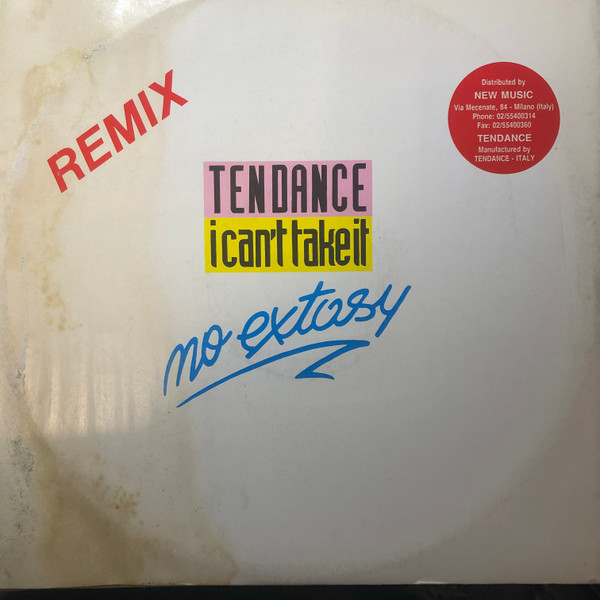 REMIX
Distributed by
NEW MUSIC
Via Mecenate, 84 - Milano (Italy)
Phone: 02/55400314
Fax: 02/55400360
TENDANCE
Manufactured by
TENDANCE - ITALY
TENDANCE
i can't take it
no extasy